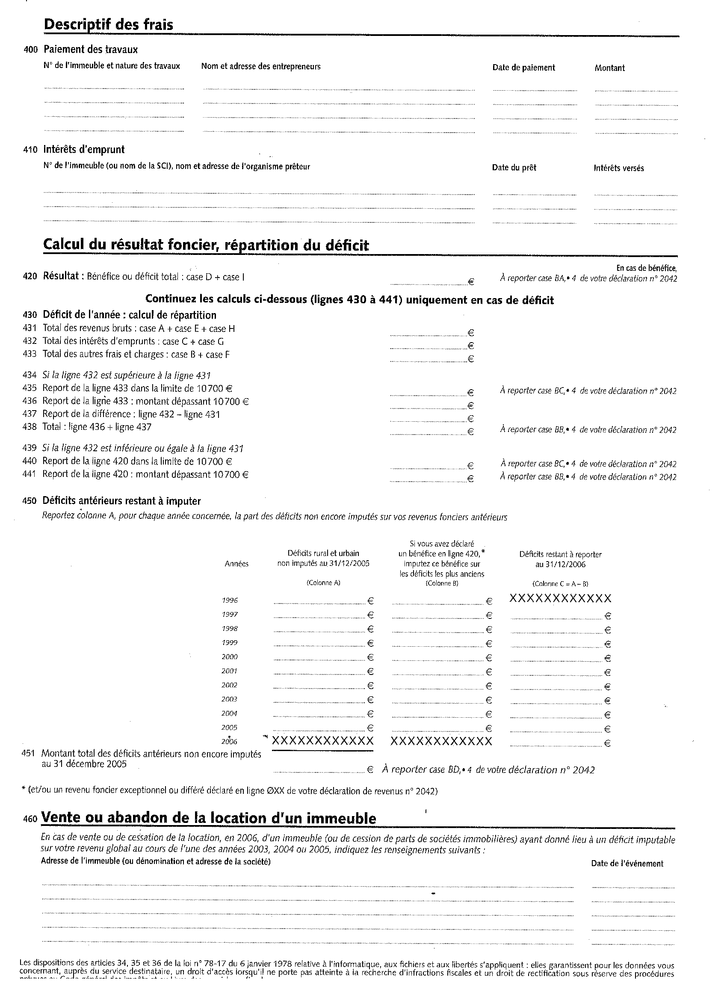 Descriptif des frais
400 Paiement des travaux
N° de l'immeuble et nature des travaux Nom et adresse des entrepreneurs Date de paiement Montant
410 Intérêts d'emprunt
N° de l'immeuble (ou nom de la SCI), nom et adresse de l'organisme prêteur Date du prêt Intérêts versés
Calcul du résultat foncier, répartition du déficit
En cas de bénéfice,
420 Résultat : Bénéfice ou déficit total : case D + case I € À reporter case BA,• 4 de votre déclaration n° 2042
Continuez les calculs ci-dessous (lignes 430 à 441) uniquement en cas de déficit
430 Déficit de l'année : calcul de répartition
431 Total des revenus bruts : case A + case E + case H €
432 Total des intérêts d'emprunts : case C + case G €
433 Total des autres frais et charges : case B + case F €
434 Si la ligne 432 est supérieure à la ligne 431
435 Report de la ligne 433 dans la limite de 10 700 € € À reporter case BC,• 4 de votre déclaration n° 2042
436 Report de la ligne 433 : montant dépassant 10 700 € €
437 Report de la différence : ligne 432 – ligne 431 €
438 Total : ligne 436 + ligne 437 € À reporter case BB,• 4 de votre déclaration n° 2042
439 Si la ligne 432 est inférieure ou égale à la ligne 431
440 Report de la ligne 420 dans la limite de 10 700 € € À reporter case BC,• 4 de votre déclaration n° 2042
441 Report de la ligne 420 : montant dépassant 10 700 € € À reporter case BB,• 4 de votre déclaration n° 2042
450 Déficits antérieurs restant à imputer
Reportez colonne A, pour chaque année concernée, la part des déficits non encore imputés sur vos revenus fonciers antérieurs
Si vous avez déclaré
Déficits rural et urbain un bénéfice en ligne 420,* Déficits restant à reporter
Années non imputés au 31/12/2005 imputez ce bénéfice sur au 31/12/2006
les déficits les plus anciens
(Colonne A) (Colonne B) (Colonne C = A – B)
1996 € € XXXXXXXXXXXX
1997 € € €
1998 € € €
1999 € € €
2000 € € €
2001 € € €
2002 € € €
2003 € € €
2004 € € €
2005 € € €
2006 XXXXXXXXXXXX XXXXXXXXXXXX €
451 Montant total des déficits antérieurs non encore imputés
au 31 décembre 2005 € À reporter case BD,• 4 de votre déclaration n° 2042
* (et/ou un revenu foncier exceptionnel ou différé déclaré en ligne ØXX de votre déclaration de revenus n° 2042)
460 Vente ou abandon de la location d'un immeuble
En cas de vente ou de cessation de la location, en 2006, d'un immeuble (ou de cession de parts de sociétés immobilières) ayant donné lieu à un déficit imputable
sur votre revenu global au cours de l'une des années 2003, 2004 ou 2005, indiquez les renseignements suivants :
Adresse de l'immeuble (ou dénomination et adresse de la société) Date de l'événement
Les dispositions des articles 34, 35 et 36 de la loi n° 78-17 du 6 janvier 1978 relative à l'informatique, aux fichiers et aux libertés s'appliquent : elles garantissent pour les données vous
concernant, auprès du service destinataire, un droit d'accès lorsqu'il ne porte pas atteinte à la recherche d'infractions fiscales et un droit de rectification sous réserve des procédures